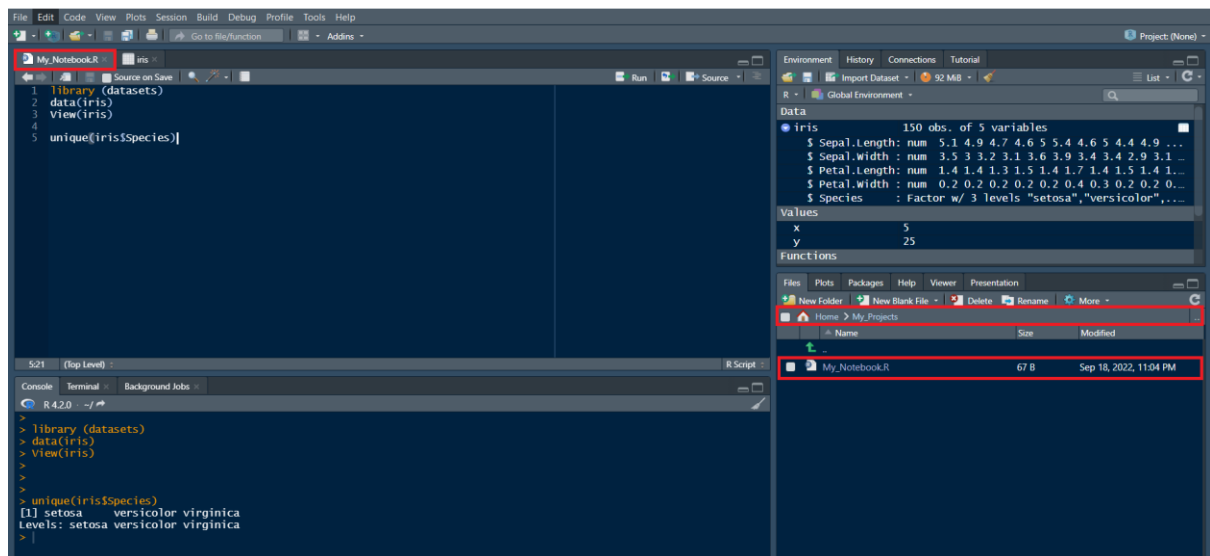 File Edit Code View Plots Session Build Debug Profile Tools Help
Go to file/function Addins Project: (None)
My_Notebook.R iris
Source on Save Run Source
1 library (datasets)
2 data(iris)
3 View(iris)
4
5 unique(iris$Species)
5:21 (Top Level) R Script
Console Terminal Background Jobs
R 4.2.0 · ~/
>
> library (datasets)
> data(iris)
> View(iris)
>
>
>
> unique(iris$Species)
[1] setosa versicolor virginica
Levels: setosa versicolor virginica
>
Environment History Connections Tutorial
Import Dataset 92 MiB List
R Global Environment
Data
iris 150 obs. of 5 variables
$ Sepal.Length: num 5.1 4.9 4.7 4.6 5 5.4 4.6 5 4.4 4.9 ...
$ Sepal.Width : num 3.5 3 3.2 3.1 3.6 3.9 3.4 3.4 2.9 3.1 …
$ Petal.Length: num 1.4 1.4 1.3 1.5 1.4 1.7 1.4 1.5 1.4 1.…
$ Petal.Width : num 0.2 0.2 0.2 0.2 0.2 0.4 0.3 0.2 0.2 0.…
$ Species : Factor w/ 3 levels "setosa","versicolor",..…
Values
x 5
y 25
Functions
Files Plots Packages Help Viewer Presentation
New Folder New Blank File Delete Rename More
Home > My_Projects ...
Name Size Modified
..
My_Notebook.R 67 B Sep 18, 2022, 11:04 PM